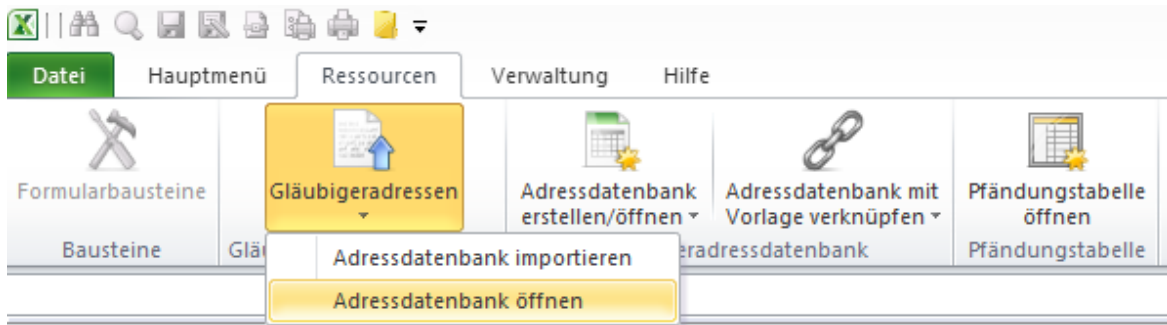 Datei Hauptmenü Ressourcen Verwaltung Hilfe
Formularbausteine Gläubigeradressen Adressdatenbank Adressdatenbank mit Pfändungstabelle
erstellen/öffnen Vorlage verknüpfen öffnen
Bausteine Adressdatenbank importieren Pfändungstabelle
Adressdatenbank öffnen